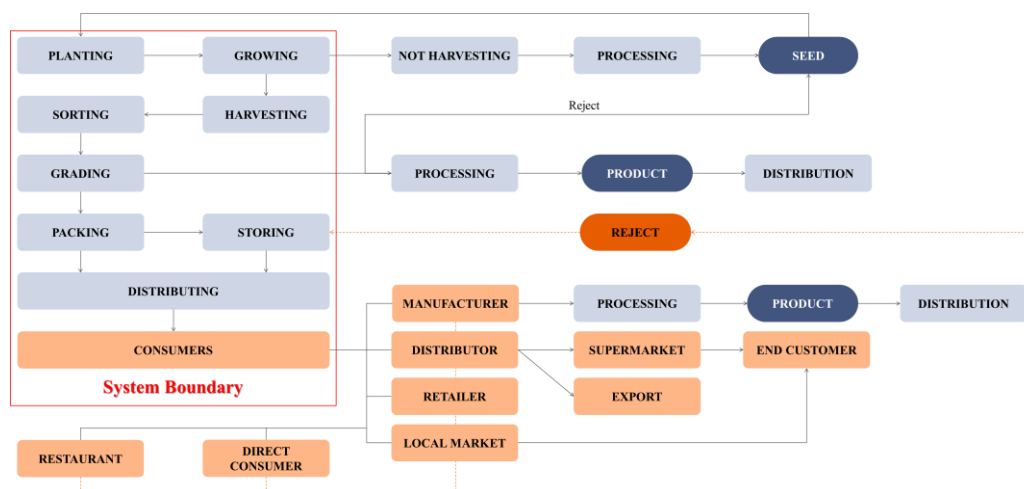 PLANTING
GROWING
NOT HARVESTING
PROCESSING
SEED
SORTING
HARVESTING
Reject
GRADING
PROCESSING
PRODUCT
DISTRIBUTION
PACKING
STORING
REJECT
DISTRIBUTING
MANUFACTURER
PROCESSING
PRODUCT
DISTRIBUTION
CONSUMERS
DISTRIBUTOR
SUPERMARKET
END CUSTOMER
System Boundary
RETAILER
EXPORT
LOCAL MARKET
RESTAURANT
DIRECT
CONSUMER